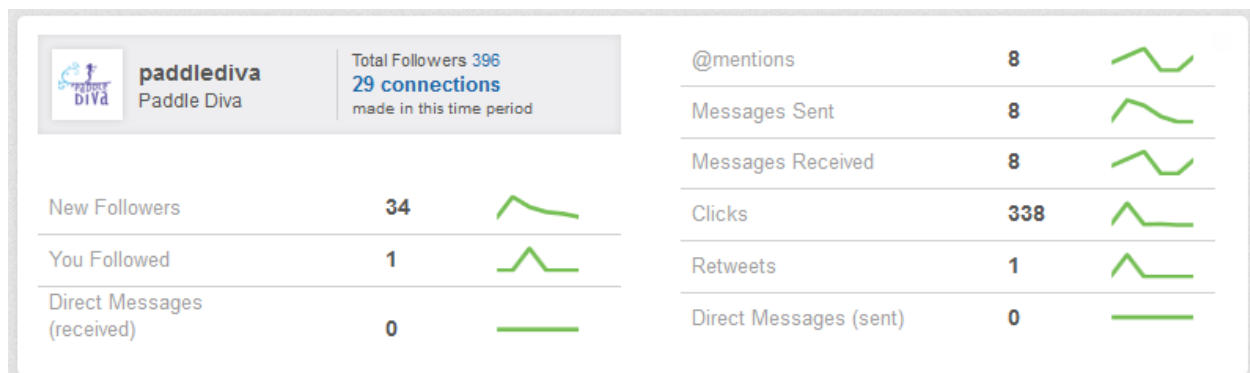 PADDLE
DIVA
paddlediva
Paddle Diva
Total Followers 396
29 connections
made in this time period
New Followers 34
You Followed 1
Direct Messages
(received) 0
@mentions 8
Messages Sent 8
Messages Received 8
Clicks 338
Retweets 1
Direct Messages (sent) 0